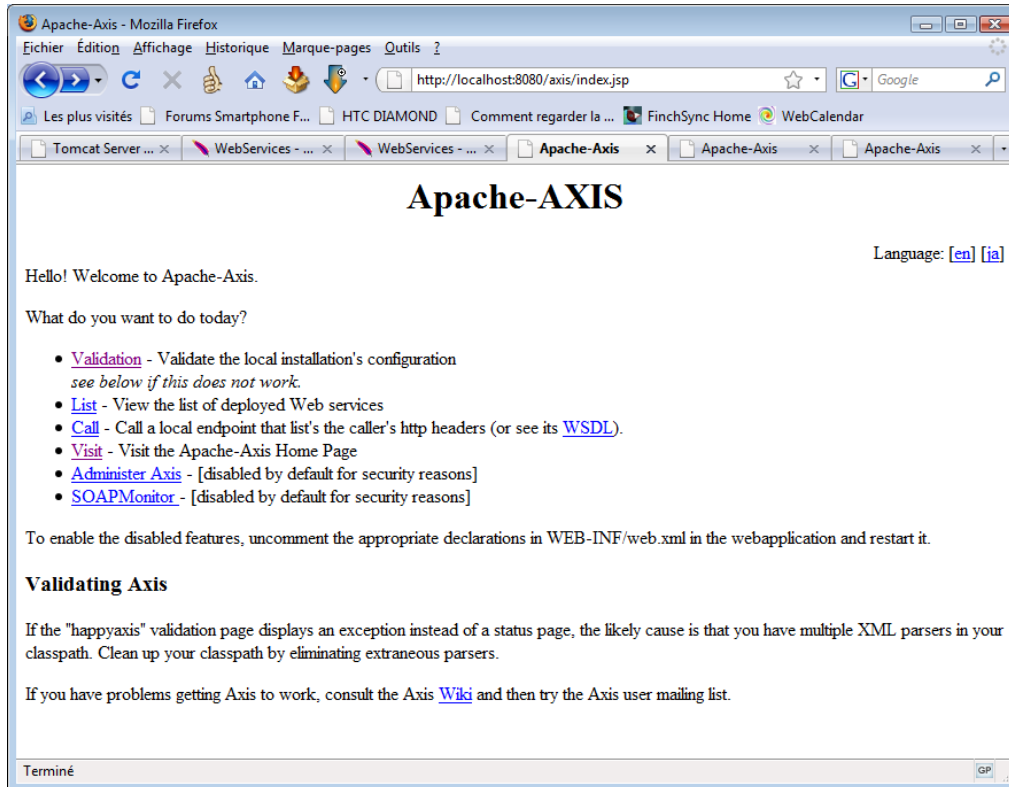 Apache-Axis - Mozilla Firefox
Fichier Édition Affichage Historique Marque-pages Outils ?
http://localhost:8080/axis/index.jsp
G Google
Les plus visités Forums Smartphone F... HTC DIAMOND Comment regarder la ... FinchSync Home WebCalendar
Tomcat Server ... WebServices - ... WebServices - ... Apache-Axis Apache-Axis Apache-Axis
Apache-AXIS
Language: [en] [ja]
Hello! Welcome to Apache-Axis.
What do you want to do today?
• Validation - Validate the local installation's configuration
see below if this does not work.
• List - View the list of deployed Web services
• Call - Call a local endpoint that list's the caller's http headers (or see its WSDL).
• Visit - Visit the Apache-Axis Home Page
• Administer Axis - [disabled by default for security reasons]
• SOAPMonitor - [disabled by default for security reasons]
To enable the disabled features, uncomment the appropriate declarations in WEB-INF/web.xml in the webapplication and restart it.
Validating Axis
If the "happyaxis" validation page displays an exception instead of a status page, the likely cause is that you have multiple XML parsers in your
classpath. Clean up your classpath by eliminating extraneous parsers.
If you have problems getting Axis to work, consult the Axis Wiki and then try the Axis user mailing list.
Terminé
GP